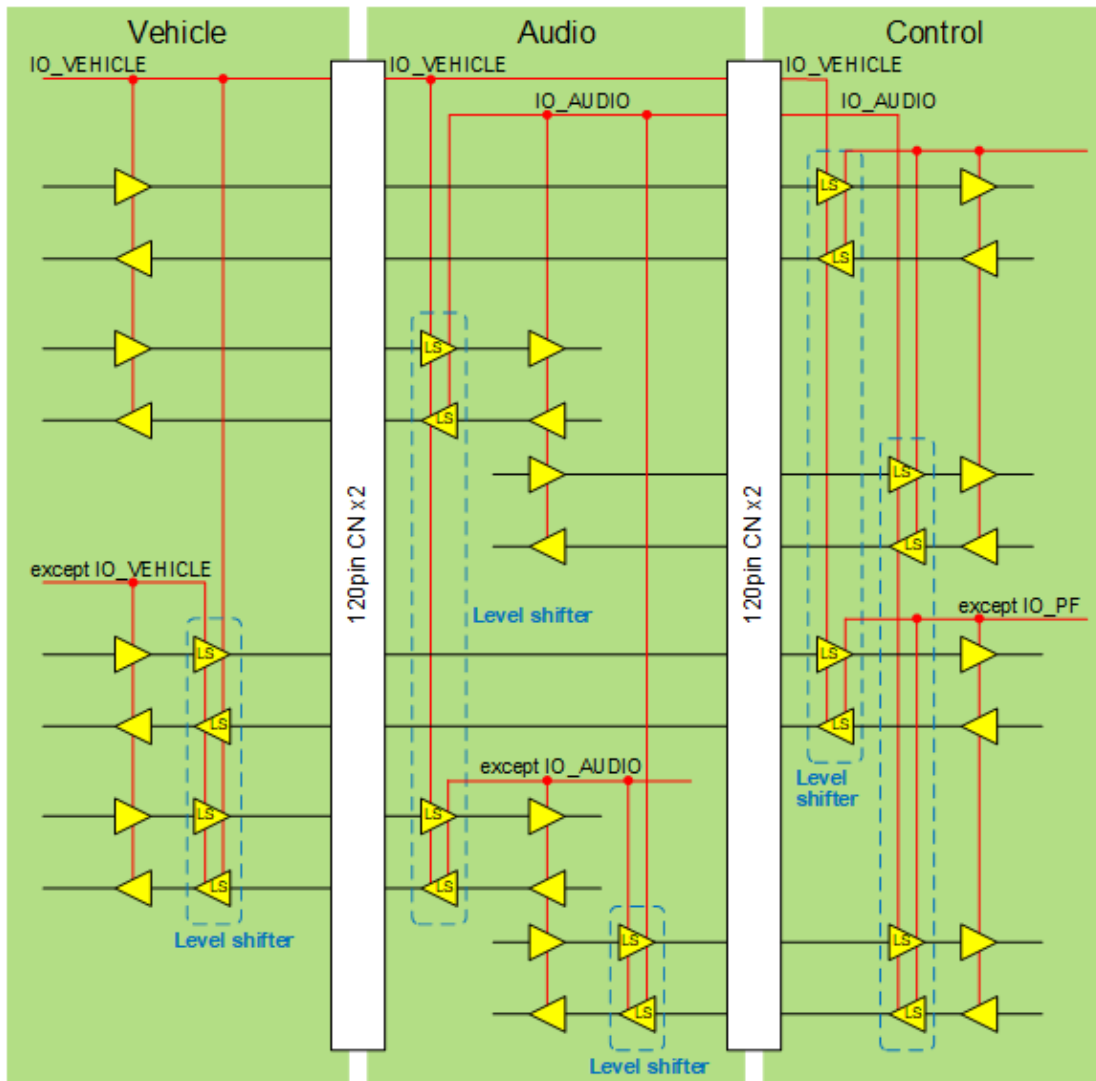 Vehicle
Audio
Control
IO_VEHICLE
IO_VEHICLE
IO_VEHICLE
IO_AUDIO
IO_AUDIO
LS
LS
LS
LS
LS
LS
120pin CN x2
120pin CN x2
except IO_VEHICLE
Level shifter
except IO_PF
LS
LS
LS
LS
except IO_AUDIO
Level
shifter
LS
LS
LS
LS
Level shifter
LS
LS
LS
LS
Level shifter